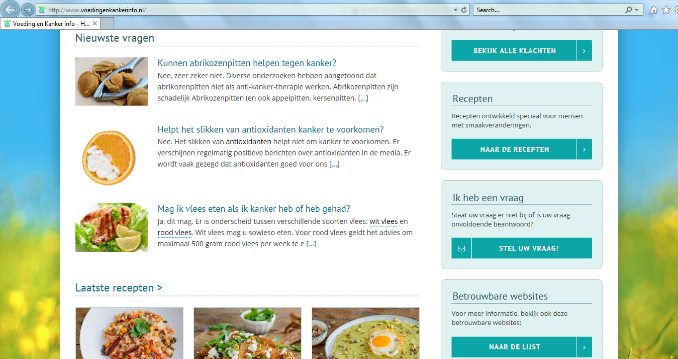 http://www.voedingenkankerinfo.nl/
Search...
Voeding en Kanker info - H...
Nieuwste vragen
Kunnen abrikozenpitten helpen tegen kanker?
Nee, zeer zeker niet. Diverse onderzoeken hebben aangetoond dat
abrikozenpitten niet als anti-kanker-therapie werken. Abrikozenpitten zijn
schadelijk Abrikozenpitten (en ook appelpitten, kersenpitten, [...]
Helpt het slikken van antioxidanten kanker te voorkomen?
Nee. Het slikken van antioxidanten helpt niet om kanker te voorkomen. Er
verschijnen regelmatig positieve berichten over antioxidanten in de media. Er
wordt vaak gezegd dat antioxidanten goed voor ons [...]
Mag ik vlees eten als ik kanker heb of heb gehad?
Ja, dit mag. Er is onderscheid tussen verschillende soorten vlees: wit vlees en
rood vlees. Wit vlees mag u sowieso eten. Voor rood vlees geldt het advies om
maximaal 500 gram rood vlees per week te e [...]
Laatste recepten >
BEKIJK ALLE KLACHTEN
Recepten
Recepten ontwikkeld speciaal voor mensen
met smaakveranderingen.
NAAR DE RECEPTEN
Ik heb een vraag
Staat uw vraag er niet bij of is uw vraag
onvoldoende beantwoord?
STEL UW VRAAG!
Betrouwbare websites
Voor meer informatie, bekijk ook deze
betrouwbare websites:
NAAR DE LIJST